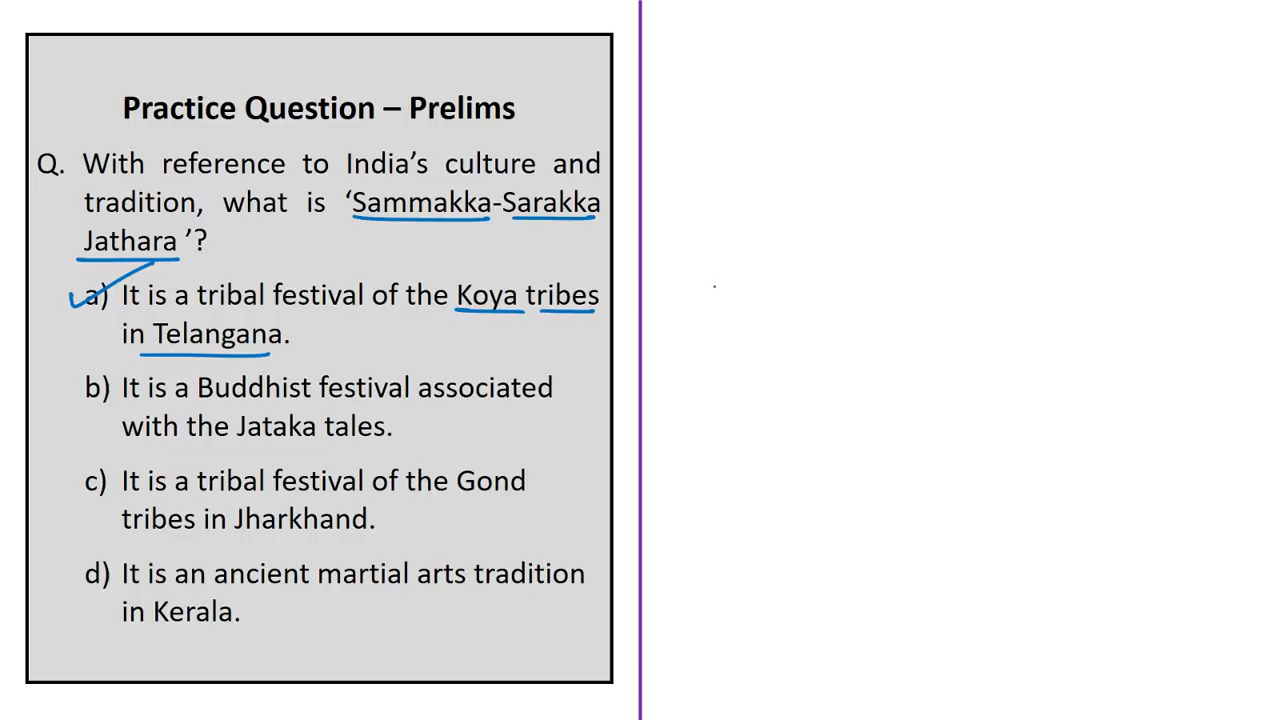 Practice Question – Prelims
Q. With reference to India's culture and
tradition, what is ‘Sammakka-Sarakka
Jathara ’?
a) It is a tribal festival of the Koya tribes
in Telangana.
b) It is a Buddhist festival associated
with the Jataka tales.
c) It is a tribal festival of the Gond
tribes in Jharkhand.
d) It is an ancient martial arts tradition
in Kerala.